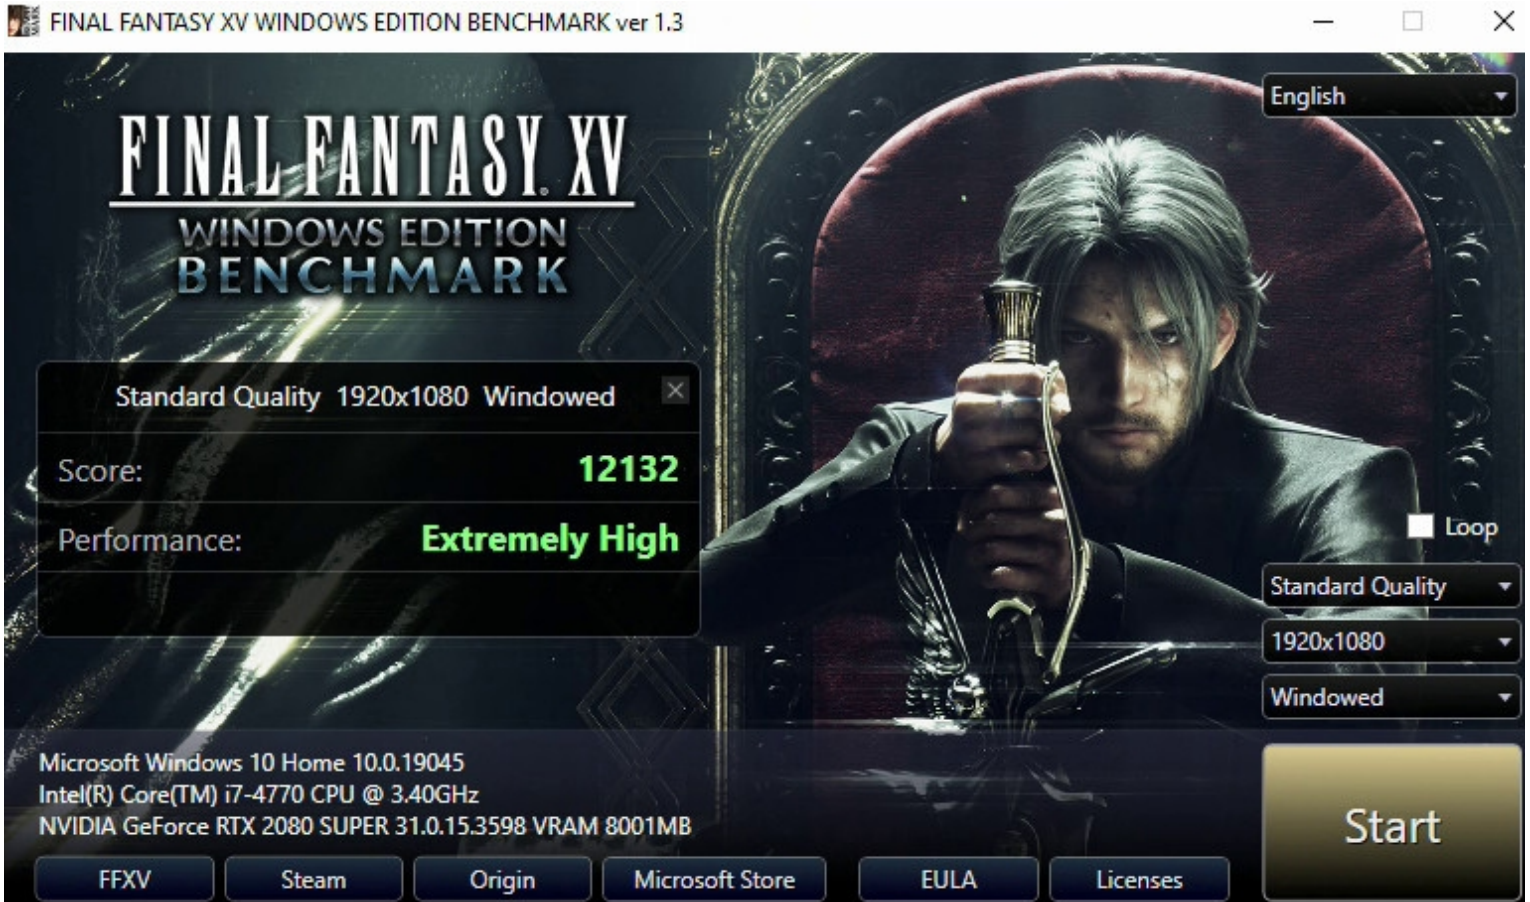 FINAL FANTASY XV WINDOWS EDITION BENCHMARK ver 1.3
English
FINAL FANTASY XV
WINDOWS EDITION
BENCHMARK
Standard Quality 1920x1080 Windowed
Score: 12132
Performance: Extremely High
Loop
Standard Quality
1920x1080
Windowed
Microsoft Windows 10 Home 10.0.19045
Intel(R) Core(TM) i7-4770 CPU @ 3.40GHz
NVIDIA GeForce RTX 2080 SUPER 31.0.15.3598 VRAM 8001MB
Start
FFXV Steam Origin Microsoft Store EULA Licenses